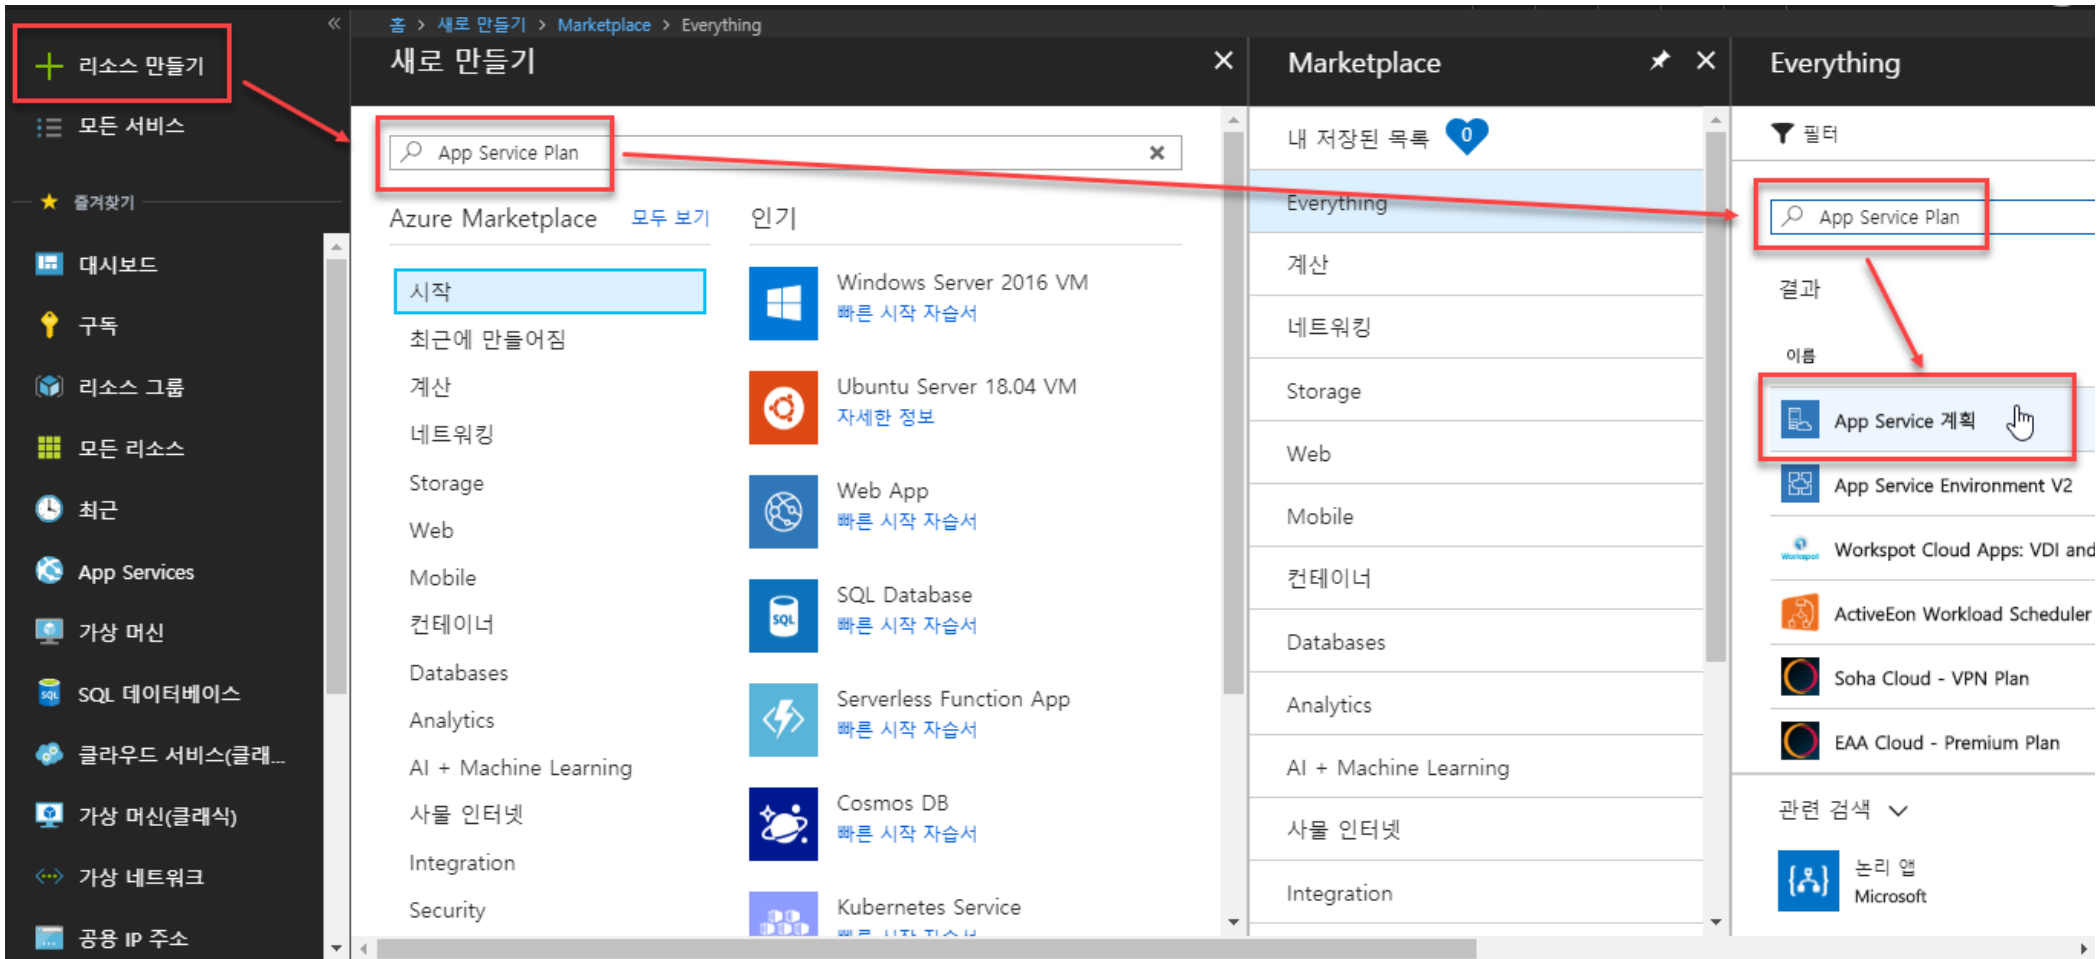 «
리소스 만들기
모든 서비스
즐겨찾기
대시보드
구독
리소스 그룹
모든 리소스
최근
App Services
가상 머신
SQL 데이터베이스
클라우드 서비스(클래...
가상 머신(클래식)
가상 네트워크
공용 IP 주소
홈 > 새로 만들기 > Marketplace > Everything
새로 만들기
App Service Plan
Azure Marketplace 모두 보기
시작
최근에 만들어짐
계산
네트워킹
Storage
Web
Mobile
컨테이너
Databases
Analytics
AI + Machine Learning
사물 인터넷
Integration
Security
인기
Windows Server 2016 VM
빠른 시작 자습서
Ubuntu Server 18.04 VM
자세한 정보
Web App
빠른 시작 자습서
SQL
SQL Database
빠른 시작 자습서
Serverless Function App
빠른 시작 자습서
Cosmos DB
빠른 시작 자습서
Kubernetes Service
빠른 시작 자습서
Marketplace
내 저장된 목록 0
Everything
계산
네트워킹
Storage
Web
Mobile
컨테이너
Databases
Analytics
AI + Machine Learning
사물 인터넷
Integration
Everything
필터
App Service Plan
결과
이름
App Service 계획
App Service Environment V2
Workspot
Workspot Cloud Apps: VDI and
ActiveEon Workload Scheduler
Soha Cloud - VPN Plan
EAA Cloud - Premium Plan
관련 검색
논리 앱
Microsoft